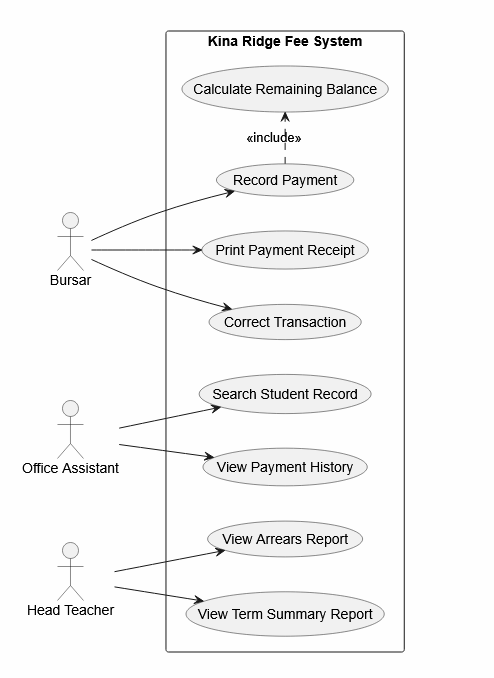 Kina Ridge Fee System
Calculate Remaining Balance
«include»
Record Payment
Print Payment Receipt
Bursar
Correct Transaction
Search Student Record
Office Assistant
View Payment History
View Arrears Report
Head Teacher
View Term Summary Report